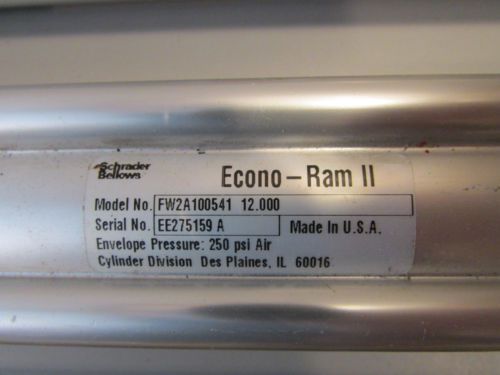 Schrader
Bellows
Econo-Ram II
Model No. FW2A100541 12.000
Serial No. EE275159 A Made In U.S.A.
Envelope Pressure: 250 psi Air
Cylinder Division Des Plaines, IL 60016